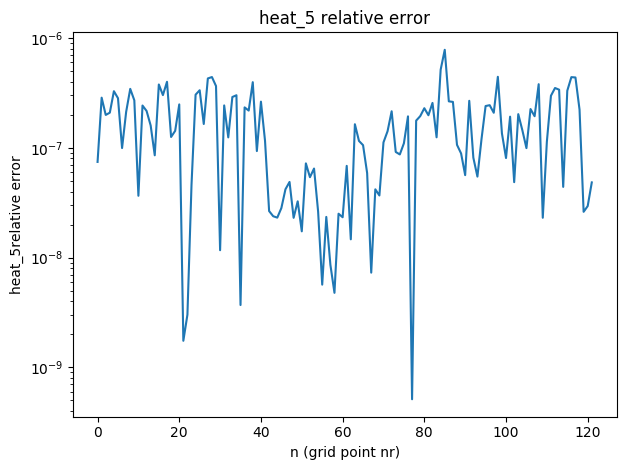 heat_5 relative error
heat_5relative error
10⁻⁶
10⁻⁷
10⁻⁸
10⁻⁹
0 20 40 60 80 100 120
n (grid point nr)